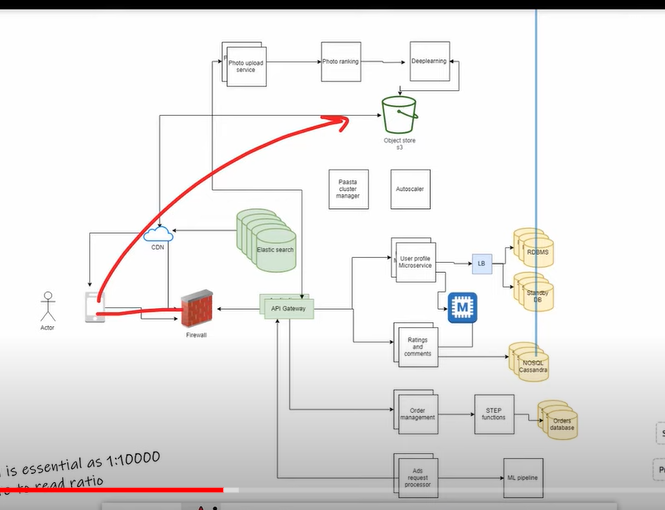 Photo upload
service
Photo ranking
Deeplearning
Object store
s3
Paasta
cluster
manager
Autoscaler
CDN
Elastic search
User profile
Microservice
LB
RDBMS
Standby
DB
M
Actor
Firewall
API Gateway
Ratings
and
comments
NOSQL
Cassandra
Order
management
STEP
functions
Orders
database
Ads
request
processor
ML pipeline
is essential as 1:10000
to read ratio